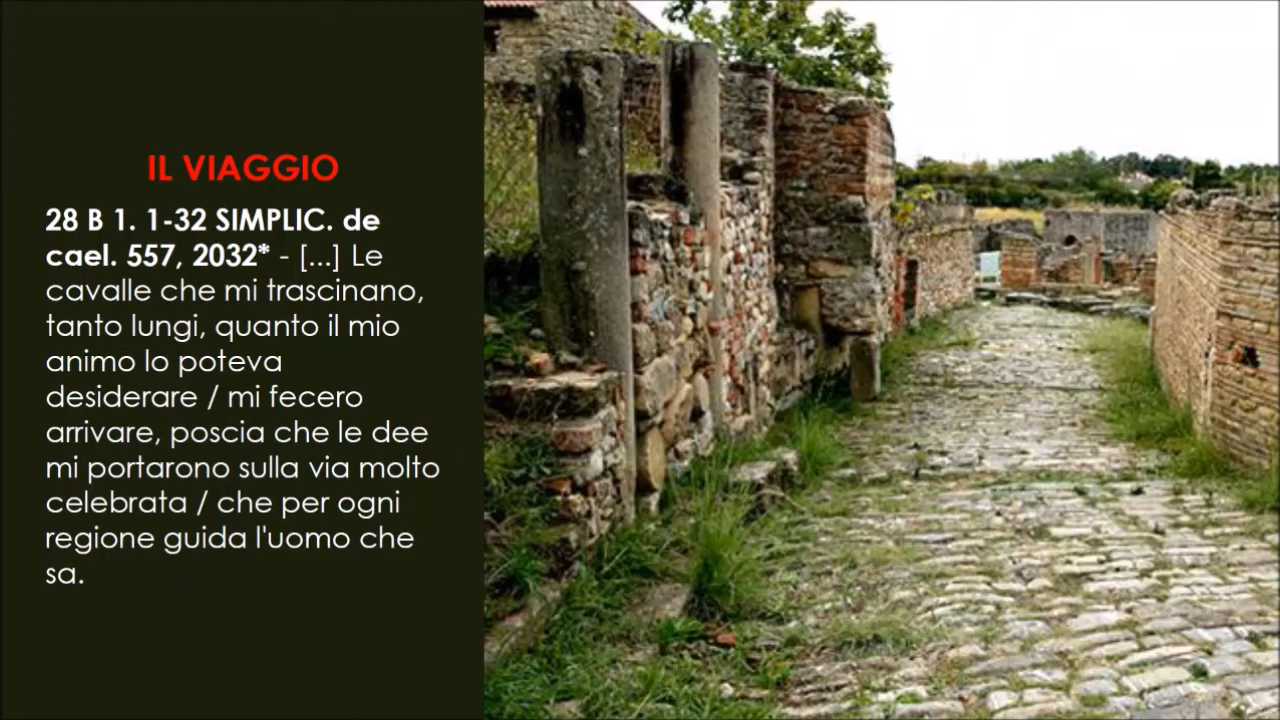 IL VIAGGIO
28 B 1. 1-32 SIMPLIC. de
cael. 557, 2032* - [...] Le
cavalle che mi trascinano,
tanto lungi, quanto il mio
animo lo poteva
desiderare / mi fecero
arrivare, poscia che le dee
mi portarono sulla via molto
celebrata / che per ogni
regione guida l'uomo che
sa.